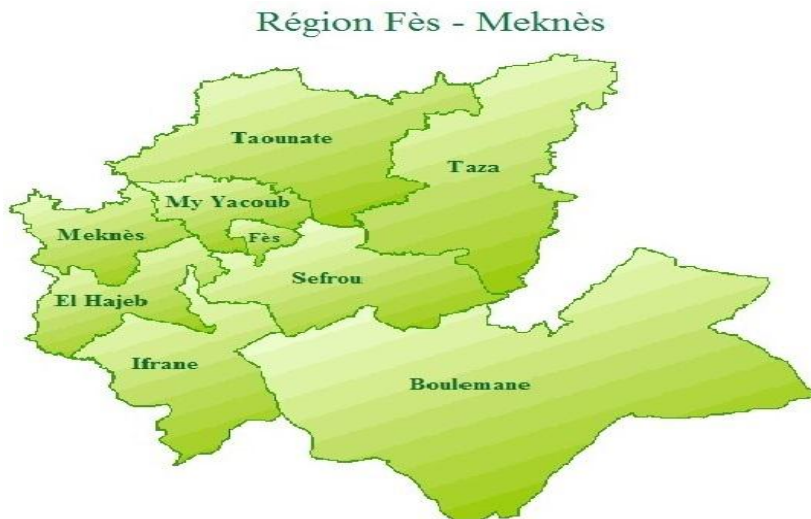 Région Fès - Meknès
Taounate
Taza
My Yacoub
Meknès
Fès
Sefrou
El Hajeb
Ifrane
Boulemane